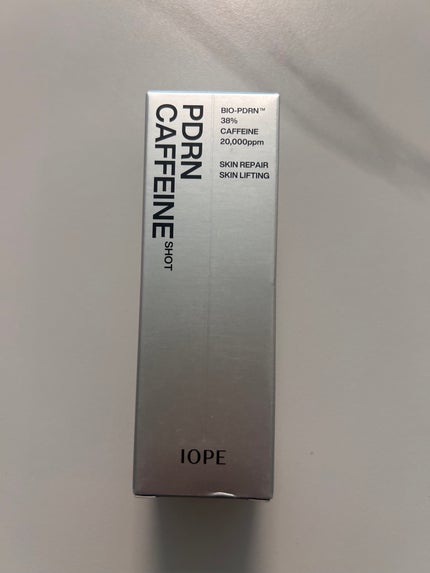 PDRN
CAFFEINE SHOT
BIO-PDRN™
38%
CAFFEINE
20,000ppm
SKIN REPAIR
SKIN LIFTING
IOPE